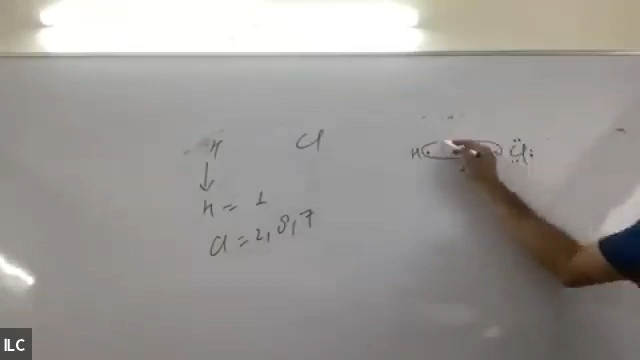 H Cl
H Cl
H = 1
Cl = 2, 8, 7
ILC